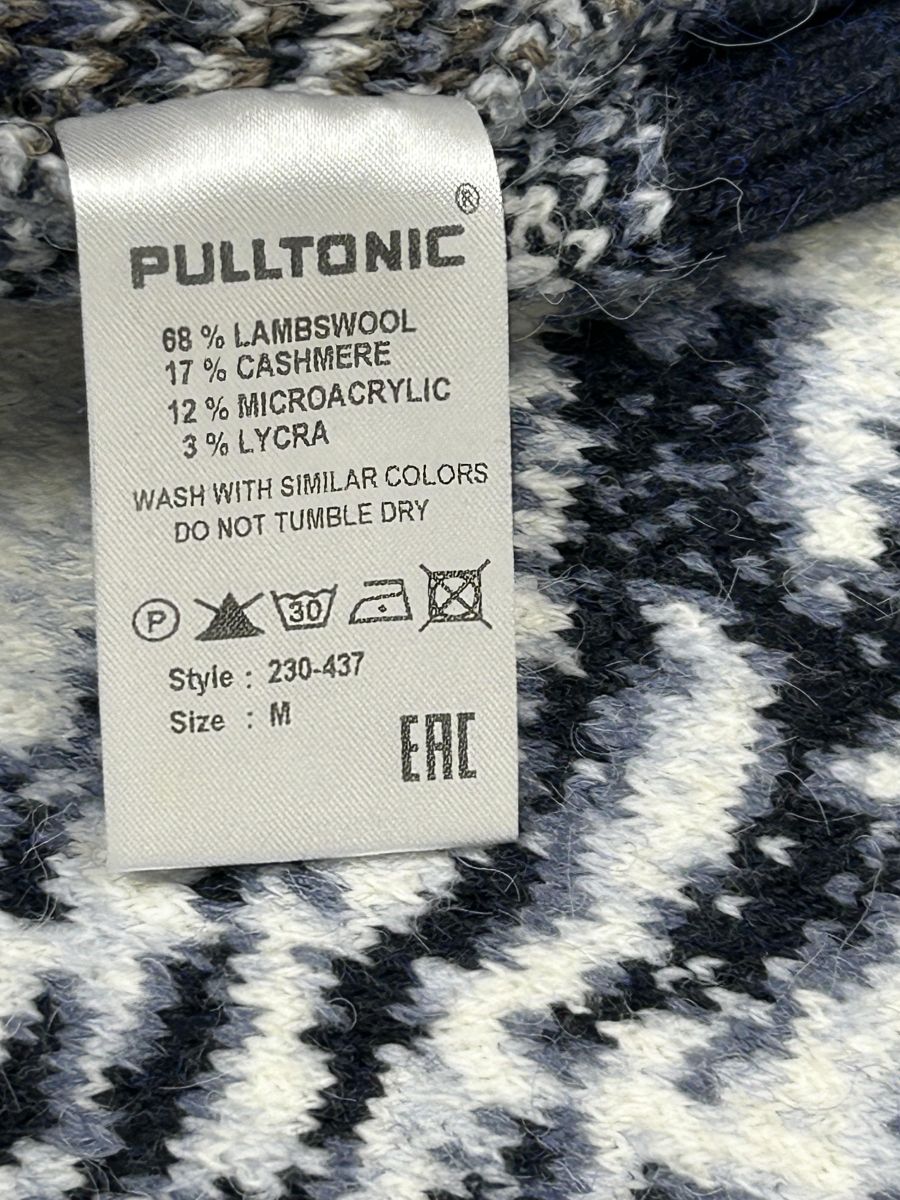 ®
PULLTONIC
68 % LAMBSWOOL
17 % CASHMERE
12 % MICROACRYLIC
3 % LYCRA
WASH WITH SIMILAR COLORS
DO NOT TUMBLE DRY
P 30
Style : 230-437
Size : M
EAC